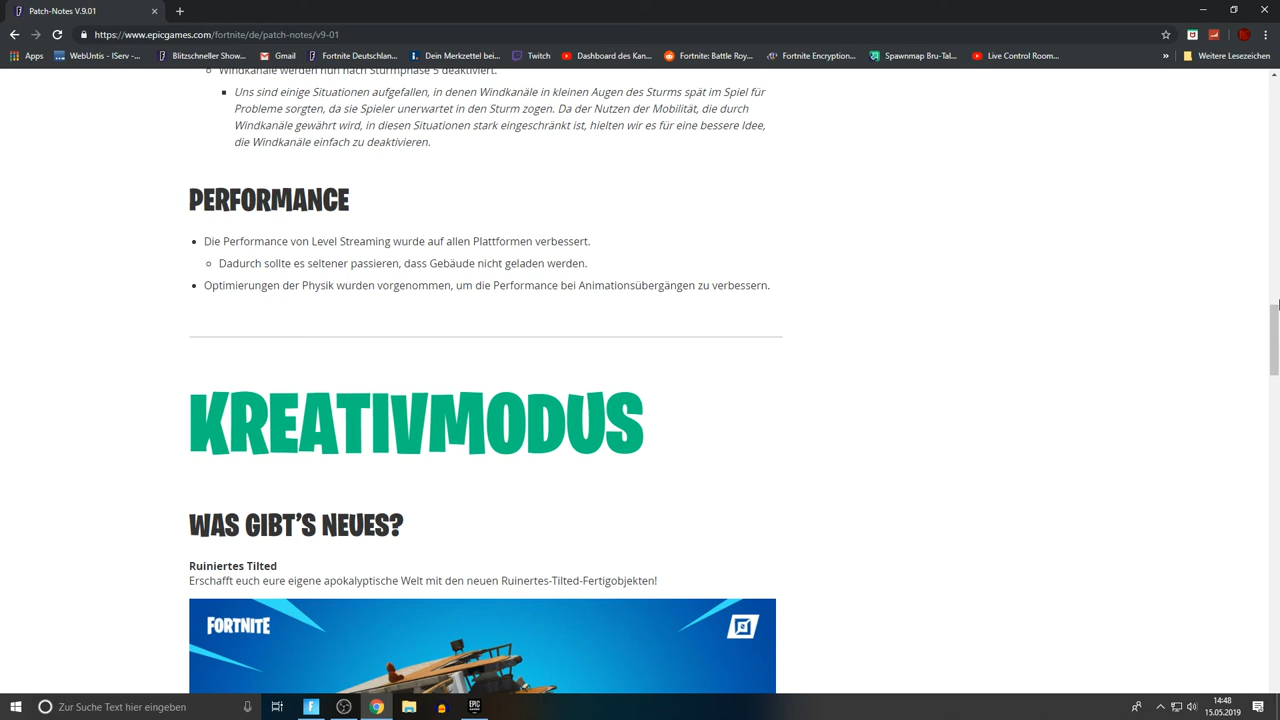 Patch-Notes V.9.01
https://www.epicgames.com/fortnite/de/patch-notes/v9-01
Apps
WebUntis - IServ -...
Blitzschneller Show...
Gmail
Fortnite Deutschlan...
Dein Merkzettel bei...
Twitch
Dashboard des Kan...
Fortnite: Battle Roy...
Fortnite: Encryption...
Spawnmap Bru-Tal...
Live Control Room...
»
Weitere Lesezeichen
Windkanäle werden nun nach Sturmphase 5 deaktiviert.
Uns sind einige Situationen aufgefallen, in denen Windkanäle in kleinen Augen des Sturms spät im Spiel für
Probleme sorgten, da sie Spieler unerwartet in den Sturm zogen. Da der Nutzen der Mobilität, die durch
Windkanäle gewährt wird, in diesen Situationen stark eingeschränkt ist, hielten wir es für eine bessere Idee,
die Windkanäle einfach zu deaktivieren.
PERFORMANCE
Die Performance von Level Streaming wurde auf allen Plattformen verbessert.
Dadurch sollte es seltener passieren, dass Gebäude nicht geladen werden.
Optimierungen der Physik wurden vorgenommen, um die Performance bei Animationsübergängen zu verbessern.
KREATIVMODUS
WAS GIBT'S NEUES?
Ruiniertes Tilted
Erschafft euch eure eigene apokalyptische Welt mit den neuen Ruinertes-Tilted-Fertigobjekten!
FORTNITE
Zur Suche Text hier eingeben
EPIC
14:48
15.05.2019